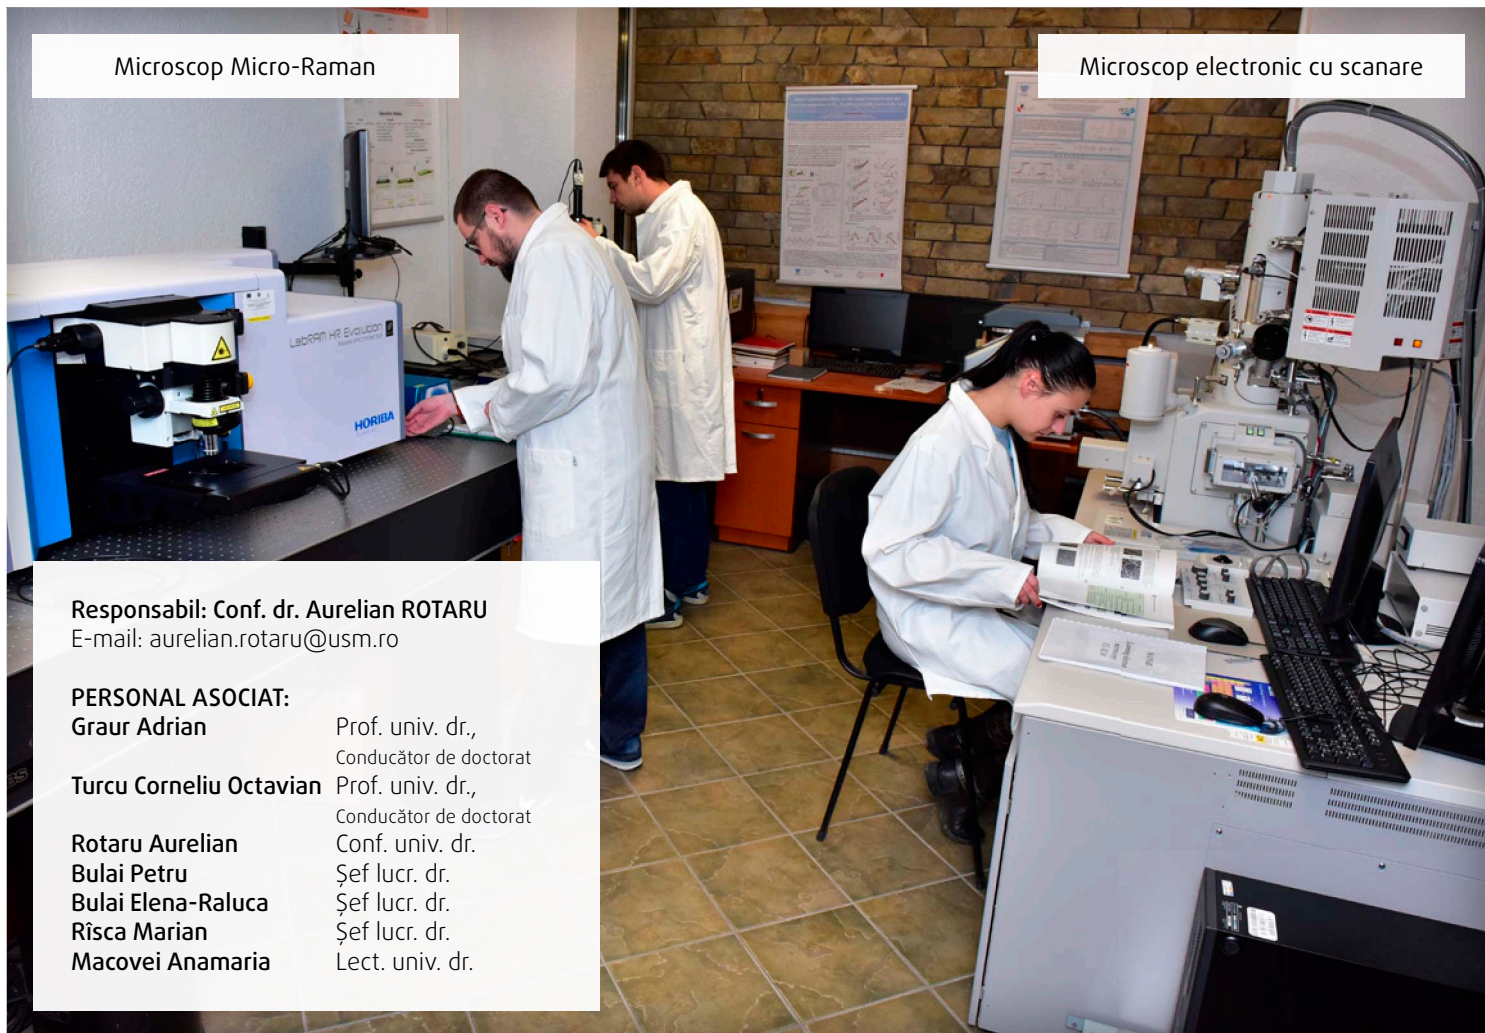 Microscop Micro-Raman
Microscop electronic cu scanare
LabRAM HR Evolution
HORIBA
Responsabil: Conf. dr. Aurelian ROTARU
E-mail: aurelian.rotaru@usm.ro
PERSONAL ASOCIAT:
Graur Adrian Prof. univ. dr.,
Conducător de doctorat
Turcu Corneliu Octavian Prof. univ. dr.,
Conducător de doctorat
Rotaru Aurelian Conf. univ. dr.
Bulai Petru Șef lucr. dr.
Bulai Elena-Raluca Șef lucr. dr.
Rîsca Marian Șef lucr. dr.
Macovei Anamaria Lect. univ. dr.